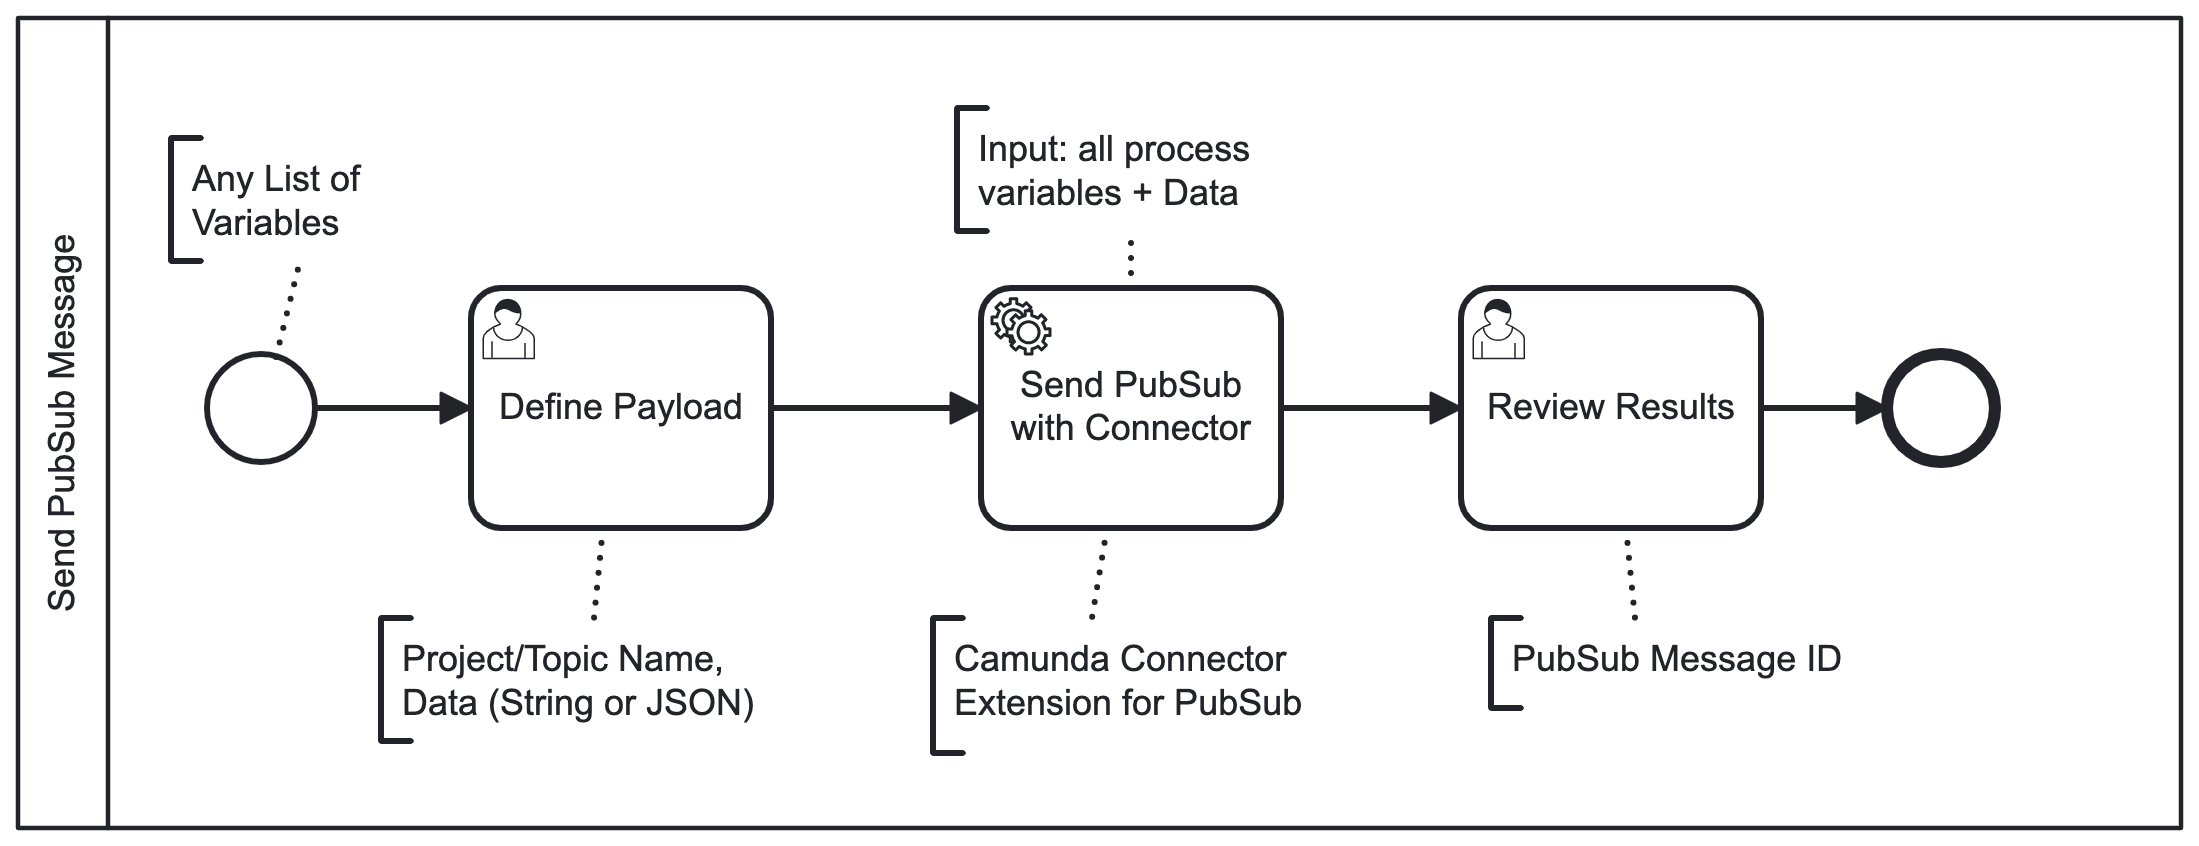 Send PubSub Message
Any List of
Variables
Input: all process
variables + Data
Define Payload
Send PubSub
with Connector
Review Results
Project/Topic Name,
Data (String or JSON)
Camunda Connector
Extension for PubSub
PubSub Message ID